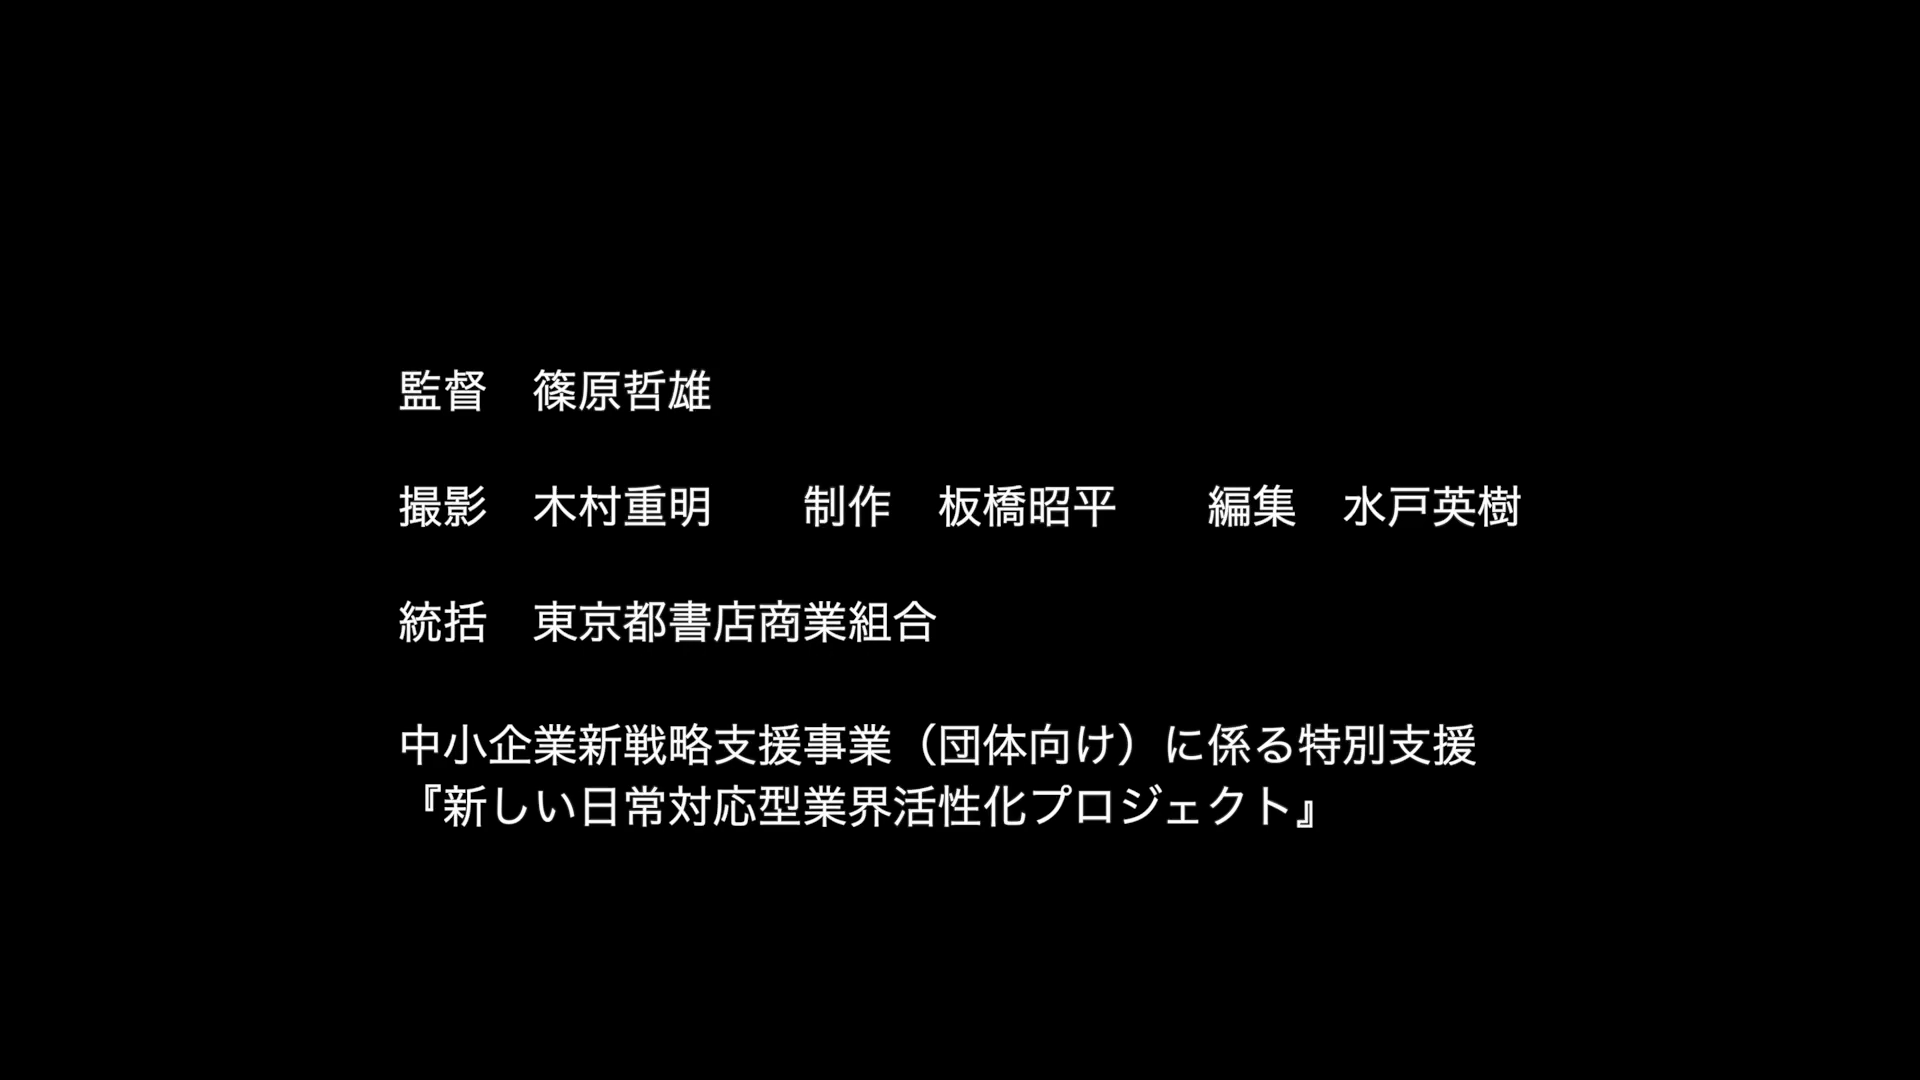 監督　篠原哲雄
撮影　木村重明　　制作　板橋昭平　　編集　水戸英樹
統括　東京都書店商業組合
中小企業新戦略支援事業（団体向け）に係る特別支援
『新しい日常対応型業界活性化プロジェクト』